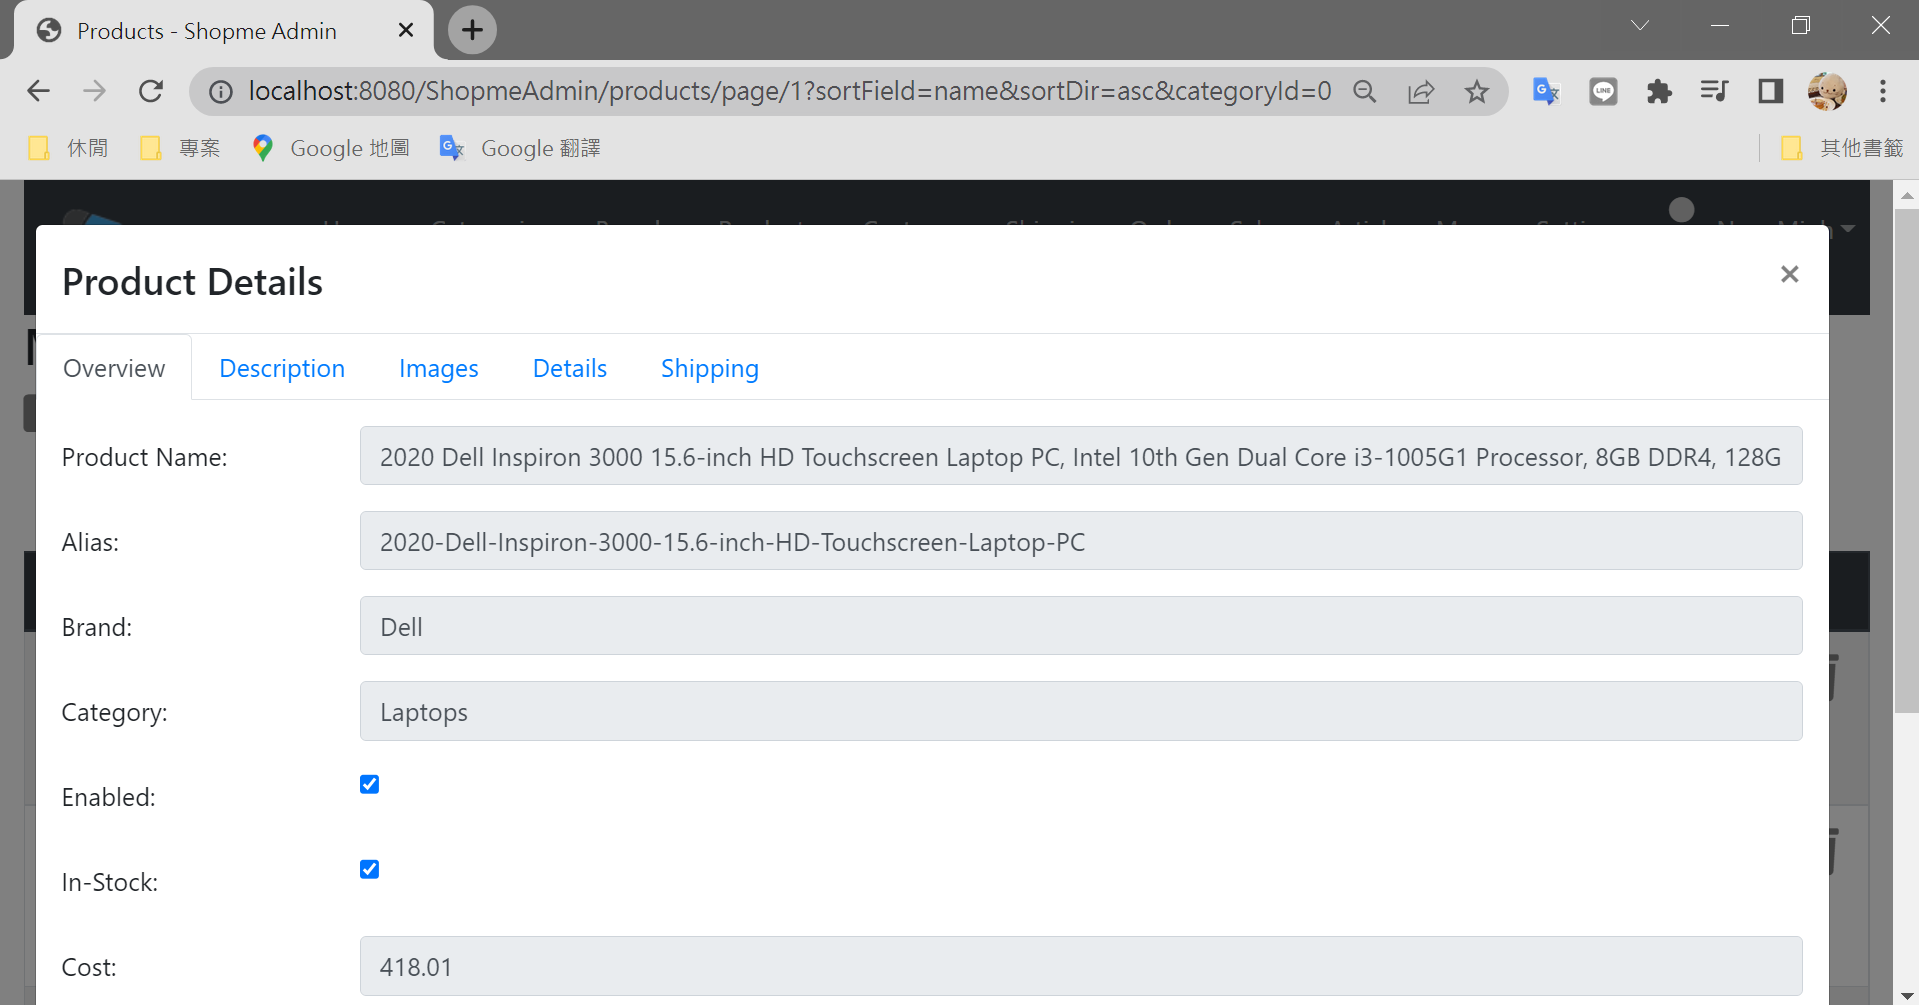 Products - Shopme Admin
localhost:8080/ShopmeAdmin/products/page/1?sortField=name&sortDir=asc&categoryId=0
LINE
休閒
專案
Google 地圖
Google 翻譯
其他書籤
Product Details
Overview
Description
Images
Details
Shipping
Product Name:
2020 Dell Inspiron 3000 15.6-inch HD Touchscreen Laptop PC, Intel 10th Gen Dual Core i3-1005G1 Processor, 8GB DDR4, 128G
Alias:
2020-Dell-Inspiron-3000-15.6-inch-HD-Touchscreen-Laptop-PC
Brand:
Dell
Category:
Laptops
Enabled:
In-Stock:
Cost:
418.01